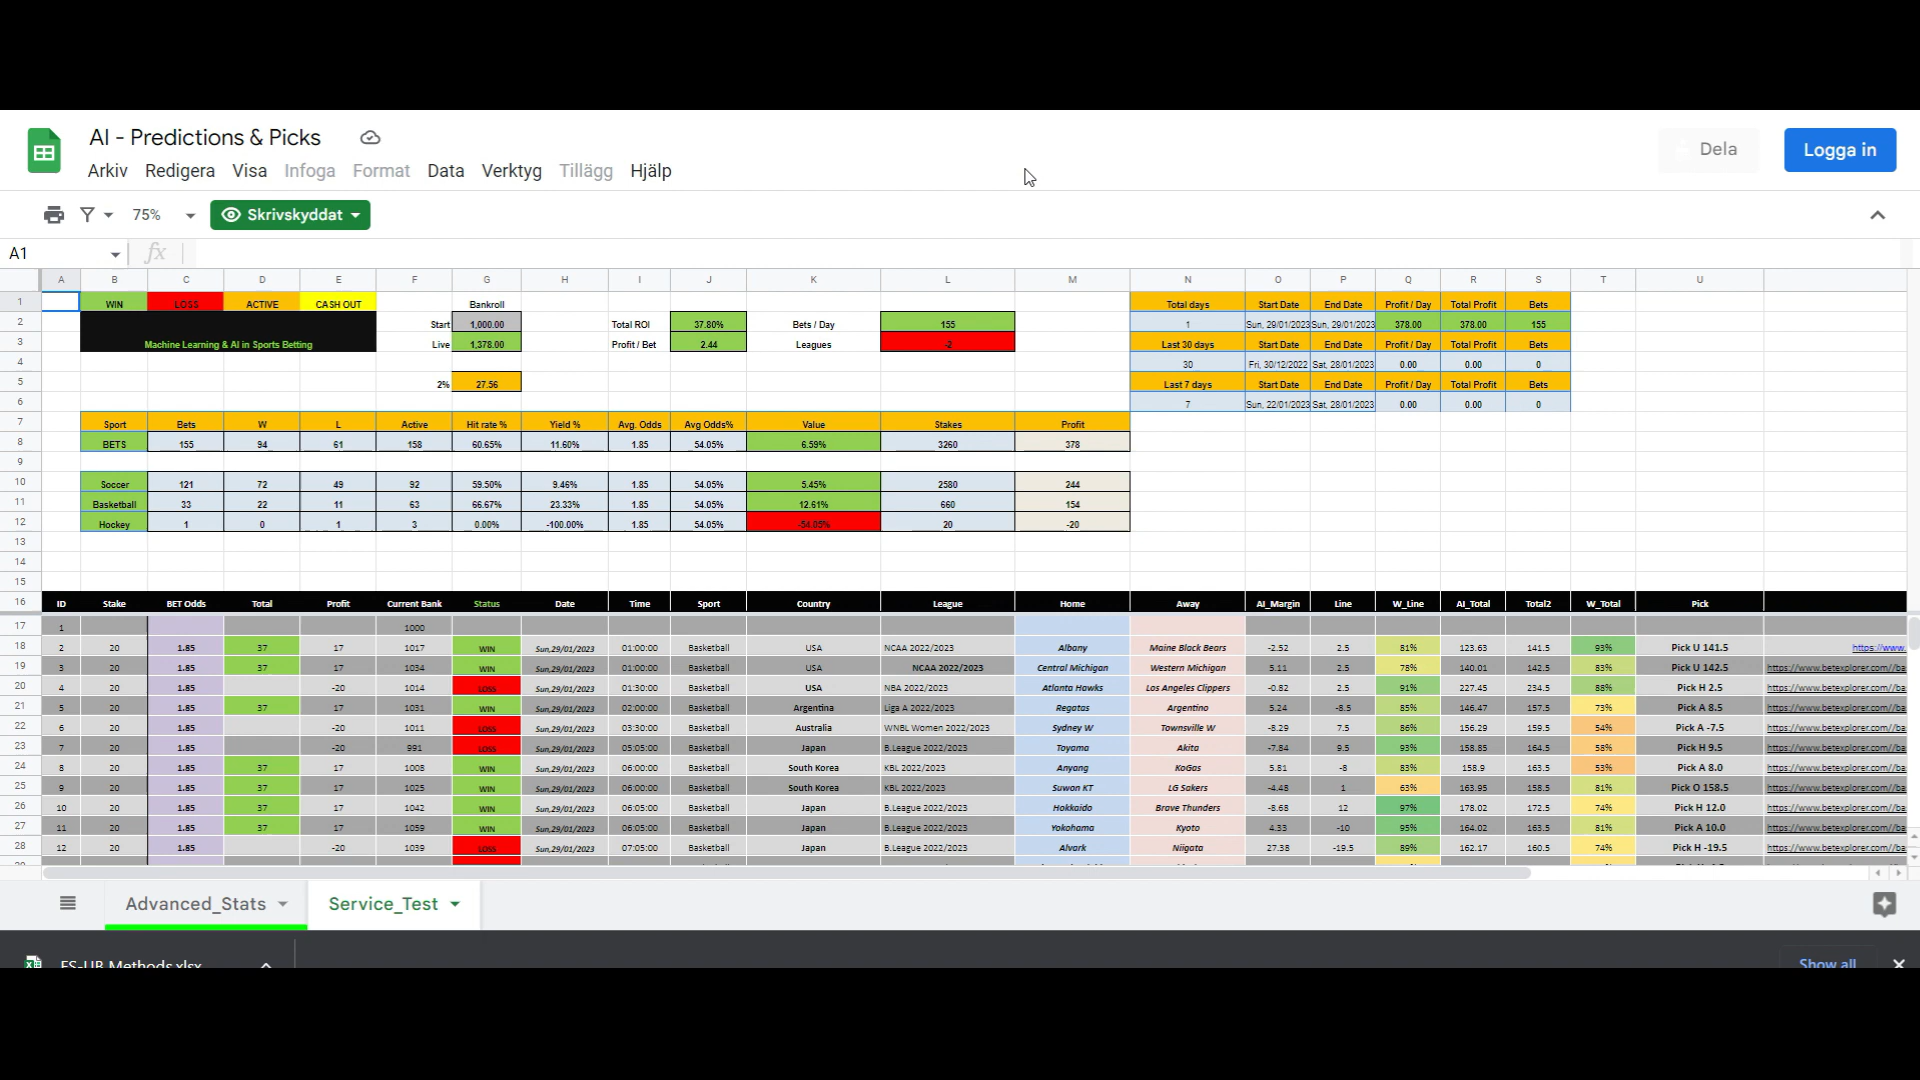 AI - Predictions & Picks
Dela
Logga in
Arkiv Redigera Visa Infoga Format Data Verktyg Tillägg Hjälp
75% Skrivskyddat
A1 fx
A B C D E F G H I J K L M N O P Q R S T U
1 WIN LOSS ACTIVE CASH OUT Bankroll Total days Start Date End Date Profit / Day Total Profit Bets
2 Start 1,000.00 Total ROI 37.80% Bets / Day 155 1 Sun, 29/01/2023 Sun, 29/01/2023 378.00 378.00 155
3 Machine Learning & AI in Sports Betting Live 1,378.00 Profit / Bet 2.44 Leagues -2 Last 30 days Start Date End Date Profit / Day Total Profit Bets
4 30 Fri, 30/12/2022 Sat, 28/01/2023 0.00 0.00 0
5 2% 27.56 Last 7 days Start Date End Date Profit / Day Total Profit Bets
6 7 Sun, 22/01/2023 Sat, 28/01/2023 0.00 0.00 0
7 Sport Bets W L Active Hit rate % Yield % Avg. Odds Avg Odds% Value Stakes Profit
8 BETS 155 94 61 158 60.65% 11.60% 1.85 54.05% 6.59% 3260 378
9
10 Soccer 121 72 49 92 59.50% 9.46% 1.85 54.05% 5.45% 2580 244
11 Basketball 33 22 11 63 66.67% 23.33% 1.85 54.05% 12.61% 660 154
12 Hockey 1 0 1 3 0.00% -100.00% 1.85 54.05% -54.05% 20 -20
13
14
15
16 ID Stake BET Odds Total Profit Current Bank Status Date Time Sport Country League Home Away AI_Margin Line W_Line AI_Total Total2 W_Total Pick
17 1 1000
18 2 20 1.85 37 17 1017 WIN Sun,29/01/2023 01:00:00 Basketball USA NCAA 2022/2023 Albany Maine Black Bears -2.52 2.5 81% 123.63 141.5 93% Pick U 141.5 https://www.
19 3 20 1.85 37 17 1034 WIN Sun,29/01/2023 01:00:00 Basketball USA NCAA 2022/2023 Central Michigan Western Michigan 5.11 2.5 78% 140.01 142.5 83% Pick U 142.5 https://www.betexplorer.com//ba
20 4 20 1.85 -20 1014 LOSS Sun,29/01/2023 01:30:00 Basketball USA NBA 2022/2023 Atlanta Hawks Los Angeles Clippers -0.82 2.5 91% 227.45 234.5 88% Pick H 2.5 https://www.betexplorer.com//ba
21 5 20 1.85 37 17 1031 WIN Sun,29/01/2023 02:00:00 Basketball Argentina Liga A 2022/2023 Regatas Argentino 5.24 -8.5 85% 146.47 157.5 73% Pick A 8.5 https://www.betexplorer.com//ba
22 6 20 1.85 -20 1011 LOSS Sun,29/01/2023 03:30:00 Basketball Australia WNBL Women 2022/2023 Sydney W Townsville W -8.29 7.5 86% 156.29 159.5 54% Pick A -7.5 https://www.betexplorer.com//ba
23 7 20 1.85 -20 991 LOSS Sun,29/01/2023 05:05:00 Basketball Japan B.League 2022/2023 Toyama Akita -7.84 9.5 93% 158.85 164.5 58% Pick H 9.5 https://www.betexplorer.com//ba
24 8 20 1.85 37 17 1008 WIN Sun,29/01/2023 06:00:00 Basketball South Korea KBL 2022/2023 Anyang KoGas 5.81 -8 83% 158.9 163.5 53% Pick A 8.0 https://www.betexplorer.com//ba
25 9 20 1.85 37 17 1025 WIN Sun,29/01/2023 06:00:00 Basketball South Korea KBL 2022/2023 Suwon KT LG Sakers -4.48 1 63% 163.95 158.5 81% Pick O 158.5 https://www.betexplorer.com//ba
26 10 20 1.85 37 17 1042 WIN Sun,29/01/2023 06:05:00 Basketball Japan B.League 2022/2023 Hokkaido Brave Thunders -8.68 12 97% 178.02 172.5 74% Pick H 12.0 https://www.betexplorer.com//ba
27 11 20 1.85 37 17 1059 WIN Sun,29/01/2023 06:05:00 Basketball Japan B.League 2022/2023 Yokohama Kyoto 4.33 -10 95% 164.02 163.5 81% Pick A 10.0 https://www.betexplorer.com//ba
28 12 20 1.85 -20 1039 LOSS Sun,29/01/2023 07:05:00 Basketball Japan B.League 2022/2023 Alvark Niigata 27.38 -19.5 89% 162.17 160.5 74% Pick H -19.5 https://www.betexplorer.com//ba
Advanced_Stats Service_Test
ES-UB Methods.xlsx Show all